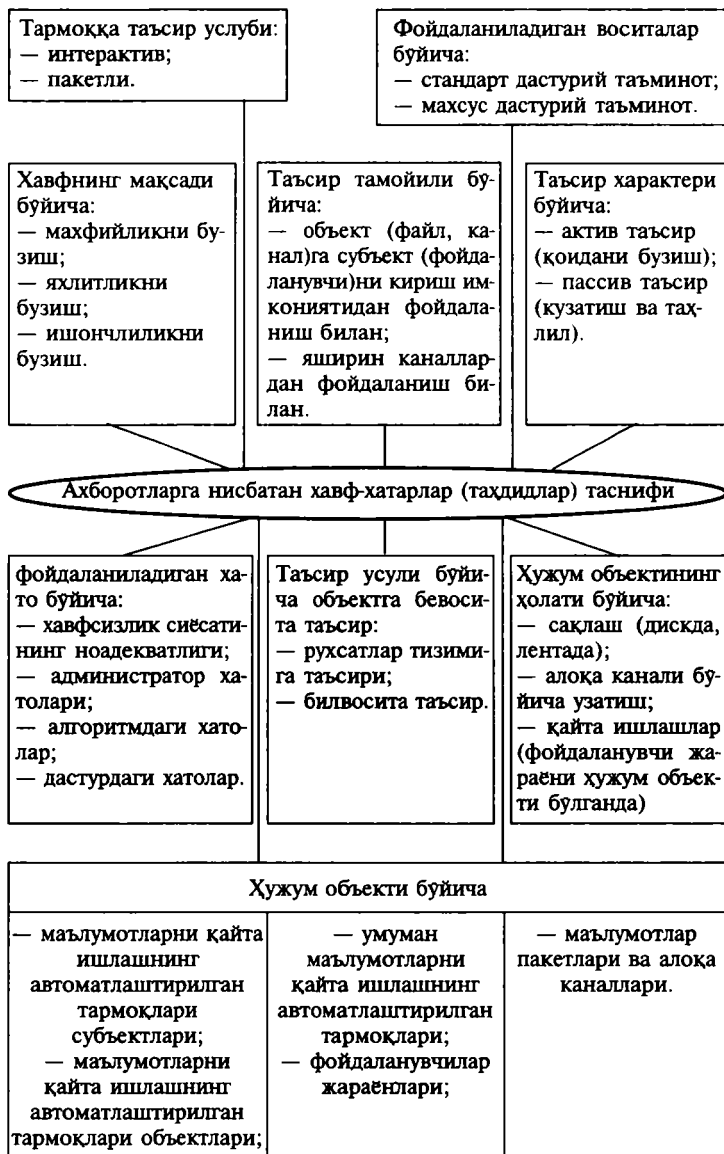 Тармоққа таъсир услуби:
— интерактив;
— пакетли.
Фойдаланиладиган воситалар
бўйича:
— стандарт дастурий таъминот;
— махсус дастурий таъминот.
Хавфнинг мақсади
бўйича:
— махфийликни бу-
зиш;
— яхлитликни
бузиш;
— ишончлиликни
бузиш.
Таъсир тамойили бў-
йича:
— объект (файл, ка-
нал)га субъект (фойда-
ланувчи)ни кириш им-
кониятидан фойдала-
ниш билан;
— яширин каналлар-
дан фойдаланиш би-
лан.
Таъсир характери
бўйича:
— актив таъсир
(қоидани бузиш);
— пассив таъсир
(кузатиш ва таҳ-
лил).
Ахборотларга нисбатан хавф-хатарлар (таҳдидлар) таснифи
фойдаланиладиган ха-
то бўйича:
— хавфсизлик сиёсати-
нинг ноадекватлиги;
— администратор ха-
толари;
— алгоритмдаги хато-
лар;
— дастурдаги хатолар.
Таъсир усули бўйи-
ча объектга бевоси-
та таъсир:
— рухсатлар тизими-
га таъсири;
— билвосита таъсир.
Ҳужум объектининг
ҳолати бўйича:
— сақлаш (дискда,
лентада);
— алоқа канали бў-
йича узатиш;
— қайта ишлашлар
(фойдаланувчи жа-
раёни ҳужум объек-
ти бўлганда)
Ҳужум объекти бўйича
— маълумотларни қайта
ишлашнинг
автоматлаштирилган
тармоқлари
субъектлари;
— маълумотларни
қайта ишлашнинг
автоматлаштирилган
тармоқлари объектлари;
— умуман
маълумотларни
қайта ишлашнинг
автоматлаштирилган
тармоқлари;
— фойдаланувчилар
жараёнлари;
— маълумотлар
пакетлари ва алоқа
каналлари.